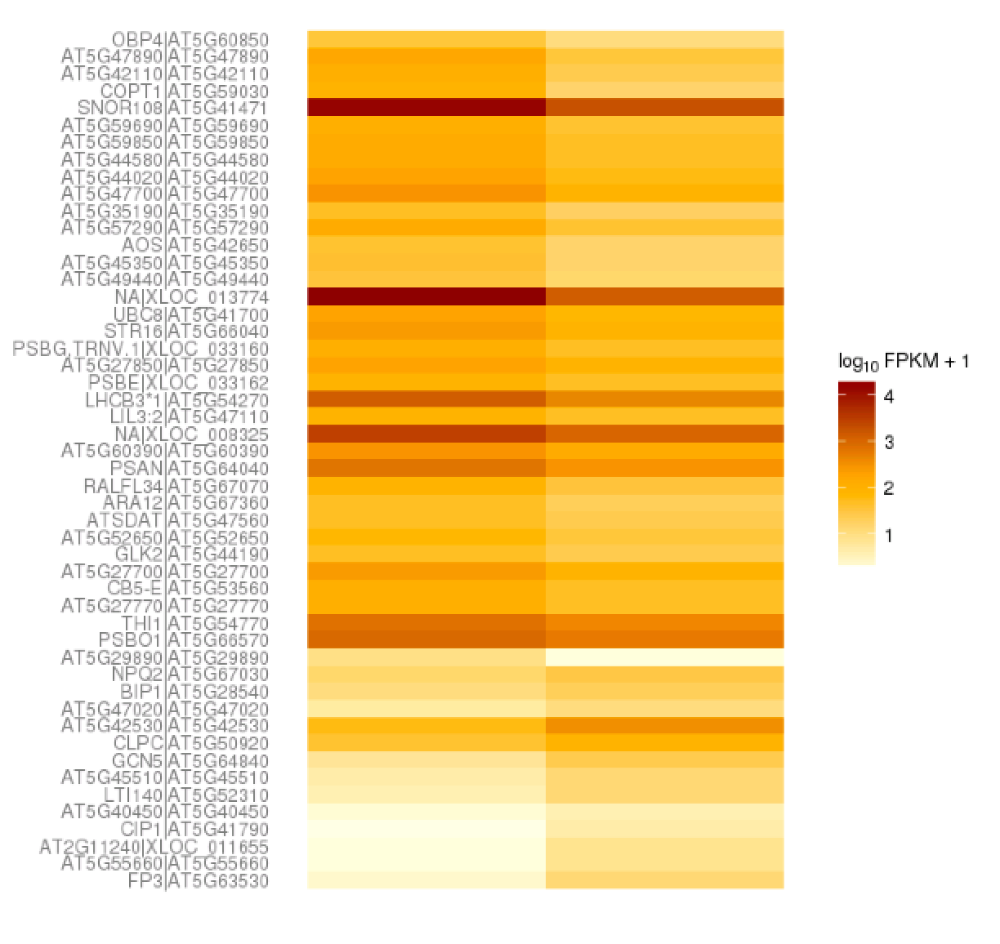 OBP4|AT5G60850
AT5G47890|AT5G47890
AT5G42110|AT5G42110
COPT1|AT5G59030
SNOR108|AT5G41471
AT5G59690|AT5G59690
AT5G59850|AT5G59850
AT5G44580|AT5G44580
AT5G44020|AT5G44020
AT5G47700|AT5G47700
AT5G35190|AT5G35190
AT5G57290|AT5G57290
AOS|AT5G42650
AT5G45350|AT5G45350
AT5G49440|AT5G49440
NA|XLOC_013774
UBC8|AT5G41700
STR16|AT5G66040
PSBG,TRNV.1|XLOC_033160
AT5G27850|AT5G27850
PSBE|XLOC_033162
LHCB3*1|AT5G54270
LIL3:2|AT5G47110
NA|XLOC_008325
AT5G60390|AT5G60390
PSAN|AT5G64040
RALFL34|AT5G67070
ARA12|AT5G67360
ATSDAT|AT5G47560
AT5G52650|AT5G52650
GLK2|AT5G44190
AT5G27700|AT5G27700
CB5-E|AT5G53560
AT5G27770|AT5G27770
THI1|AT5G54770
PSBO1|AT5G66570
AT5G29890|AT5G29890
NPQ2|AT5G67030
BIP1|AT5G28540
AT5G47020|AT5G47020
AT5G42530|AT5G42530
CLPC|AT5G50920
GCN5|AT5G64840
AT5G45510|AT5G45510
LTI140|AT5G52310
AT5G40450|AT5G40450
CIP1|AT5G41790
AT2G11240|XLOC_011655
AT5G55660|AT5G55660
FP3|AT5G63530
log10 FPKM + 1
4
3
2
1